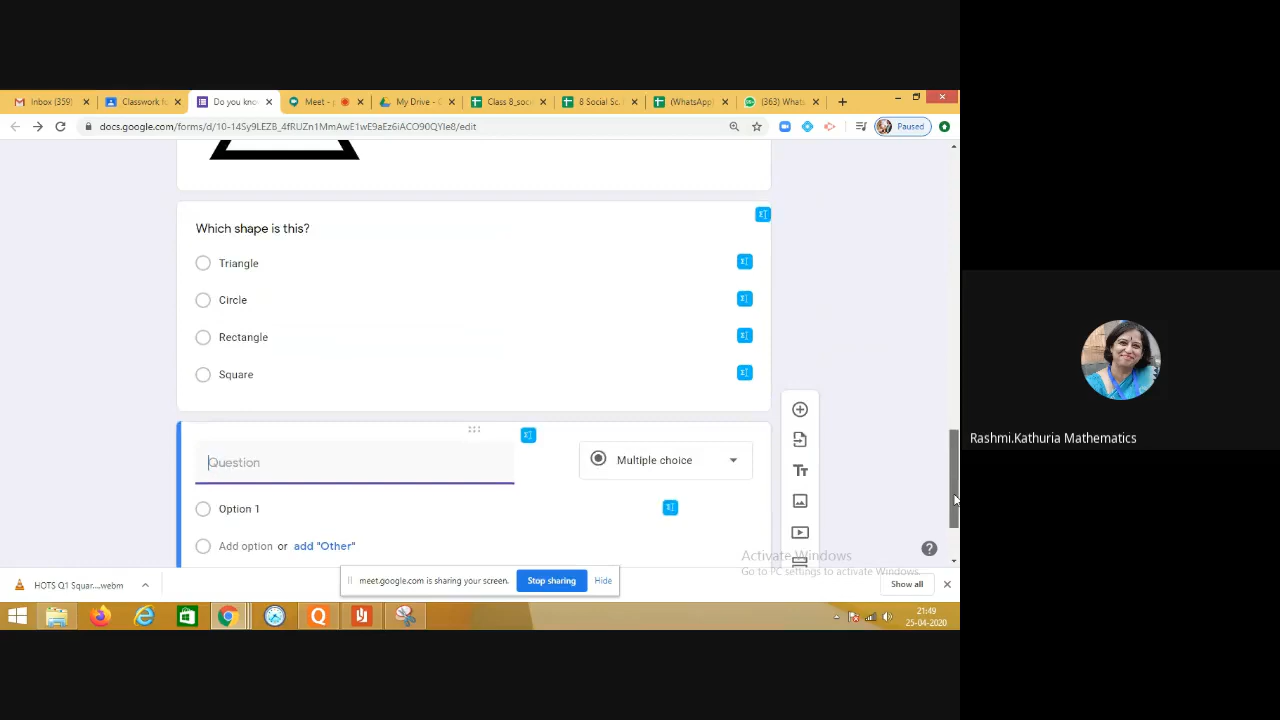 Inbox (359)
Classwork f
Do you kno
Meet -
My Drive -
Class 8_soci
8 Social Sc.
(WhatsApp
(363) Whats
docs.google.com/forms/d/10-14Sy9LEZB_4fRUZn1MmAwE1wE9aEz6iACO90QYIe8/edit
Paused
Which shape is this?
Triangle
Circle
Rectangle
Square
Question
Multiple choice
Option 1
Add option or add "Other"
Activate Windows
Go to PC settings to activate Windows.
meet.google.com is sharing your screen.
Stop sharing
Hide
HOTS Q1 Squar....webm
Show all
21:49
25-04-2020
Rashmi.Kathuria Mathematics